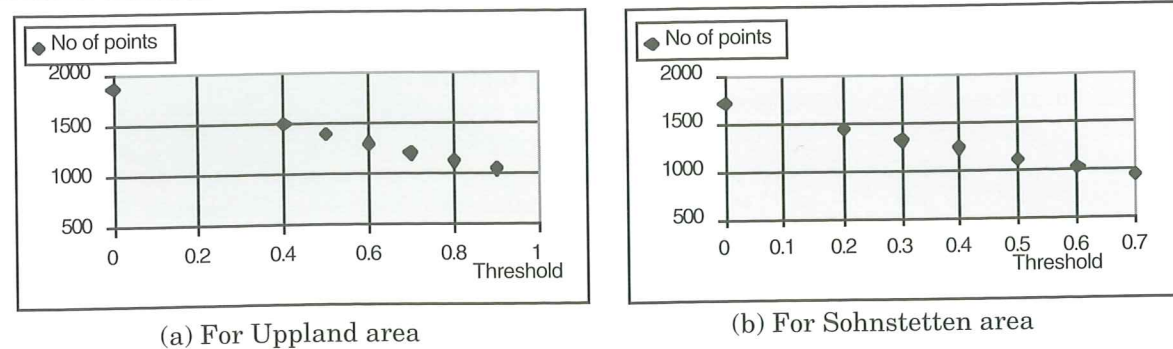 No of points
2000
1500
1000
500
0 0.2 0.4 0.6 0.8 1
Threshold
(a) For Uppland area
No of points
2000
1500
1000
500
0 0.1 0.2 0.3 0.4 0.5 0.6 0.7
Threshold
(b) For Sohnstetten area